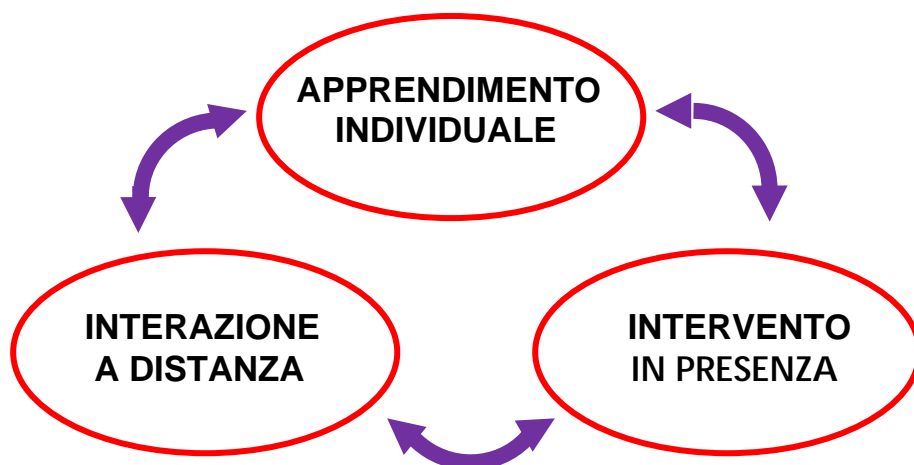 APPRENDIMENTO
INDIVIDUALE
INTERAZIONE
A DISTANZA
INTERVENTO
IN PRESENZA